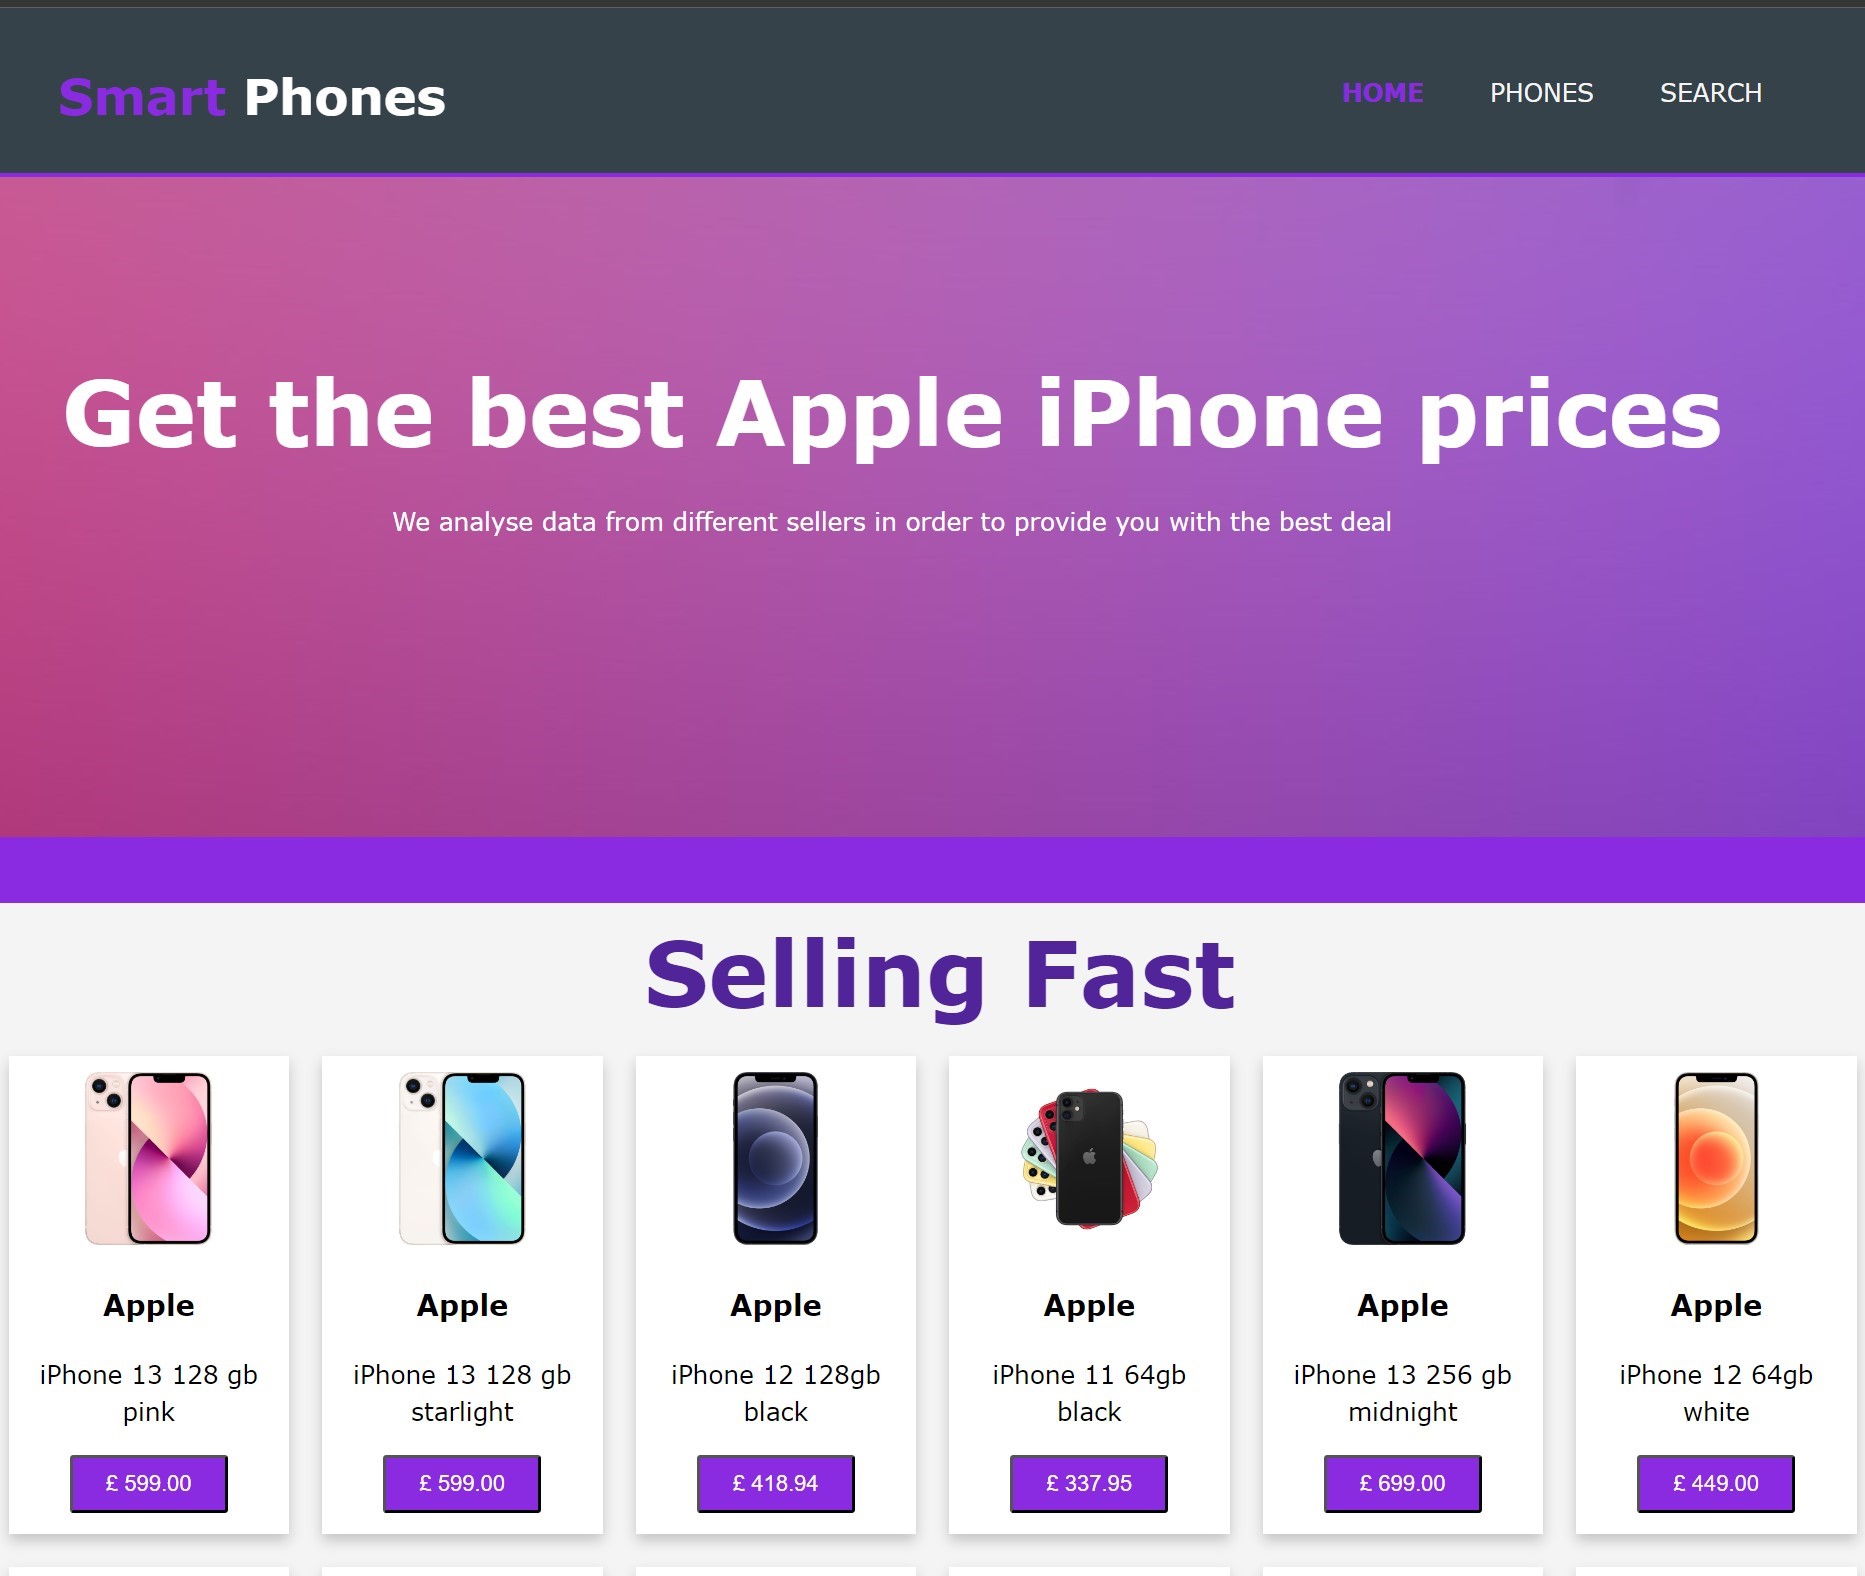 Smart Phones
HOME PHONES SEARCH
Get the best Apple iPhone prices
We analyse data from different sellers in order to provide you with the best deal
Selling Fast
Apple
iPhone 13 128 gb
pink
£ 599.00
Apple
iPhone 13 128 gb
starlight
£ 599.00
Apple
iPhone 12 128gb
black
£ 418.94
Apple
iPhone 11 64gb
black
£ 337.95
Apple
iPhone 13 256 gb
midnight
£ 699.00
Apple
iPhone 12 64gb
white
£ 449.00